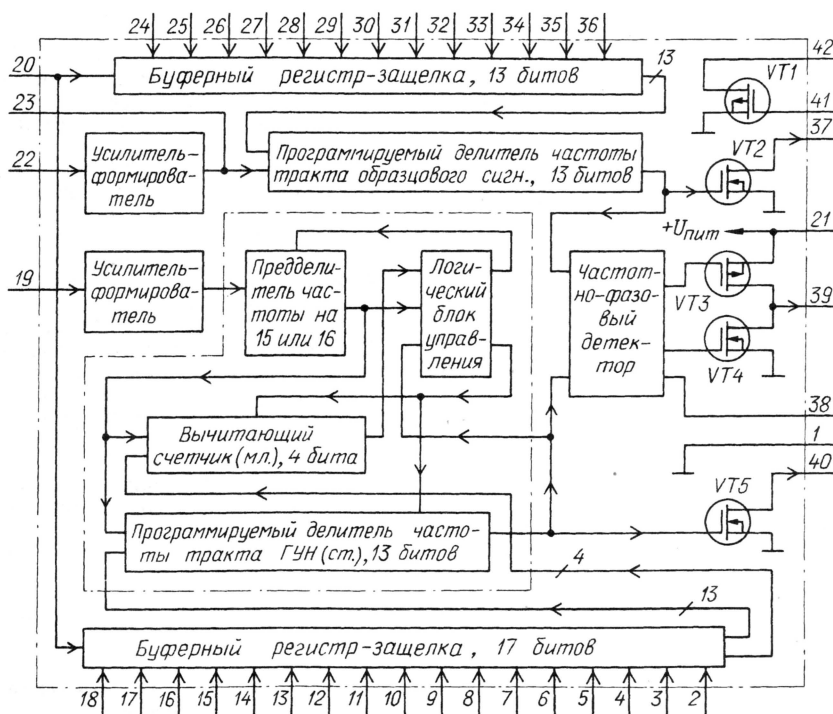 24 25 26 27 28 29 30 31 32 33 34 35 36
20
Буферный регистр-защелка, 13 битов
13
42
VT1
41
23
22
Усилитель-
формирователь
Программируемый делитель частоты
тракта образцового сигн., 13 битов
37
VT2
+Uпит
21
19
Усилитель-
формирователь
Предделитель
частоты на
15 или 16
Логический
блок
управления
Частотно-фазовый
детектор
VT3
39
VT4
38
1
Вычитающий
счетчик(мл.), 4 бита
40
VT5
Программируемый делитель часто-
ты тракта ГУН(ст.), 13 битов
4
13
Буферный регистр-защелка, 17 битов
18 17 16 15 14 13 12 11 10 9 8 7 6 5 4 3 2